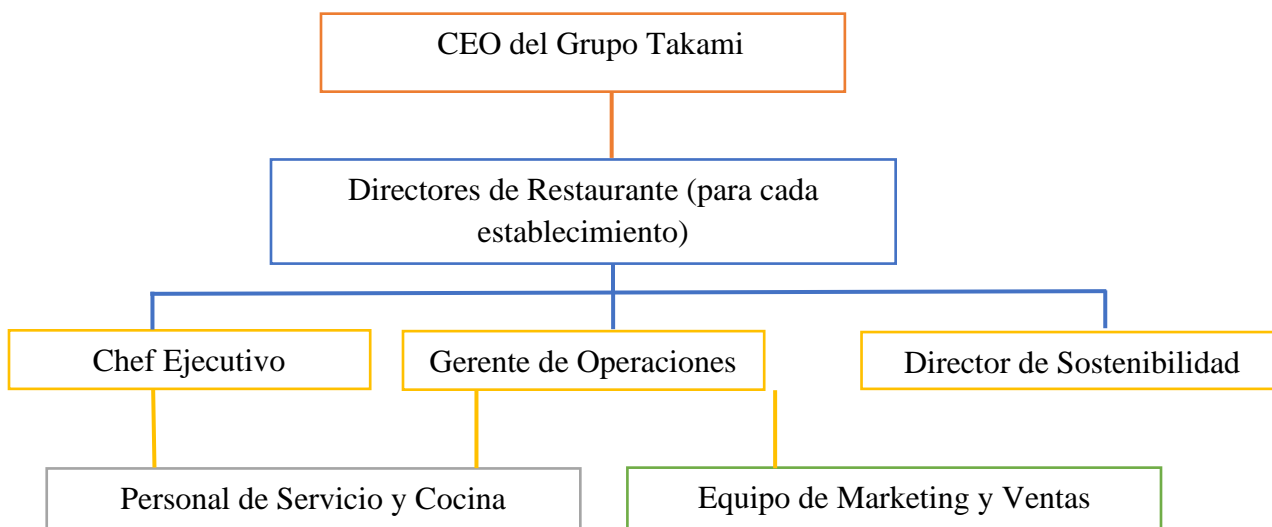 CEO del Grupo Takami
Directores de Restaurante (para cada
establecimiento)
Chef Ejecutivo
Gerente de Operaciones
Director de Sostenibilidad
Personal de Servicio y Cocina
Equipo de Marketing y Ventas